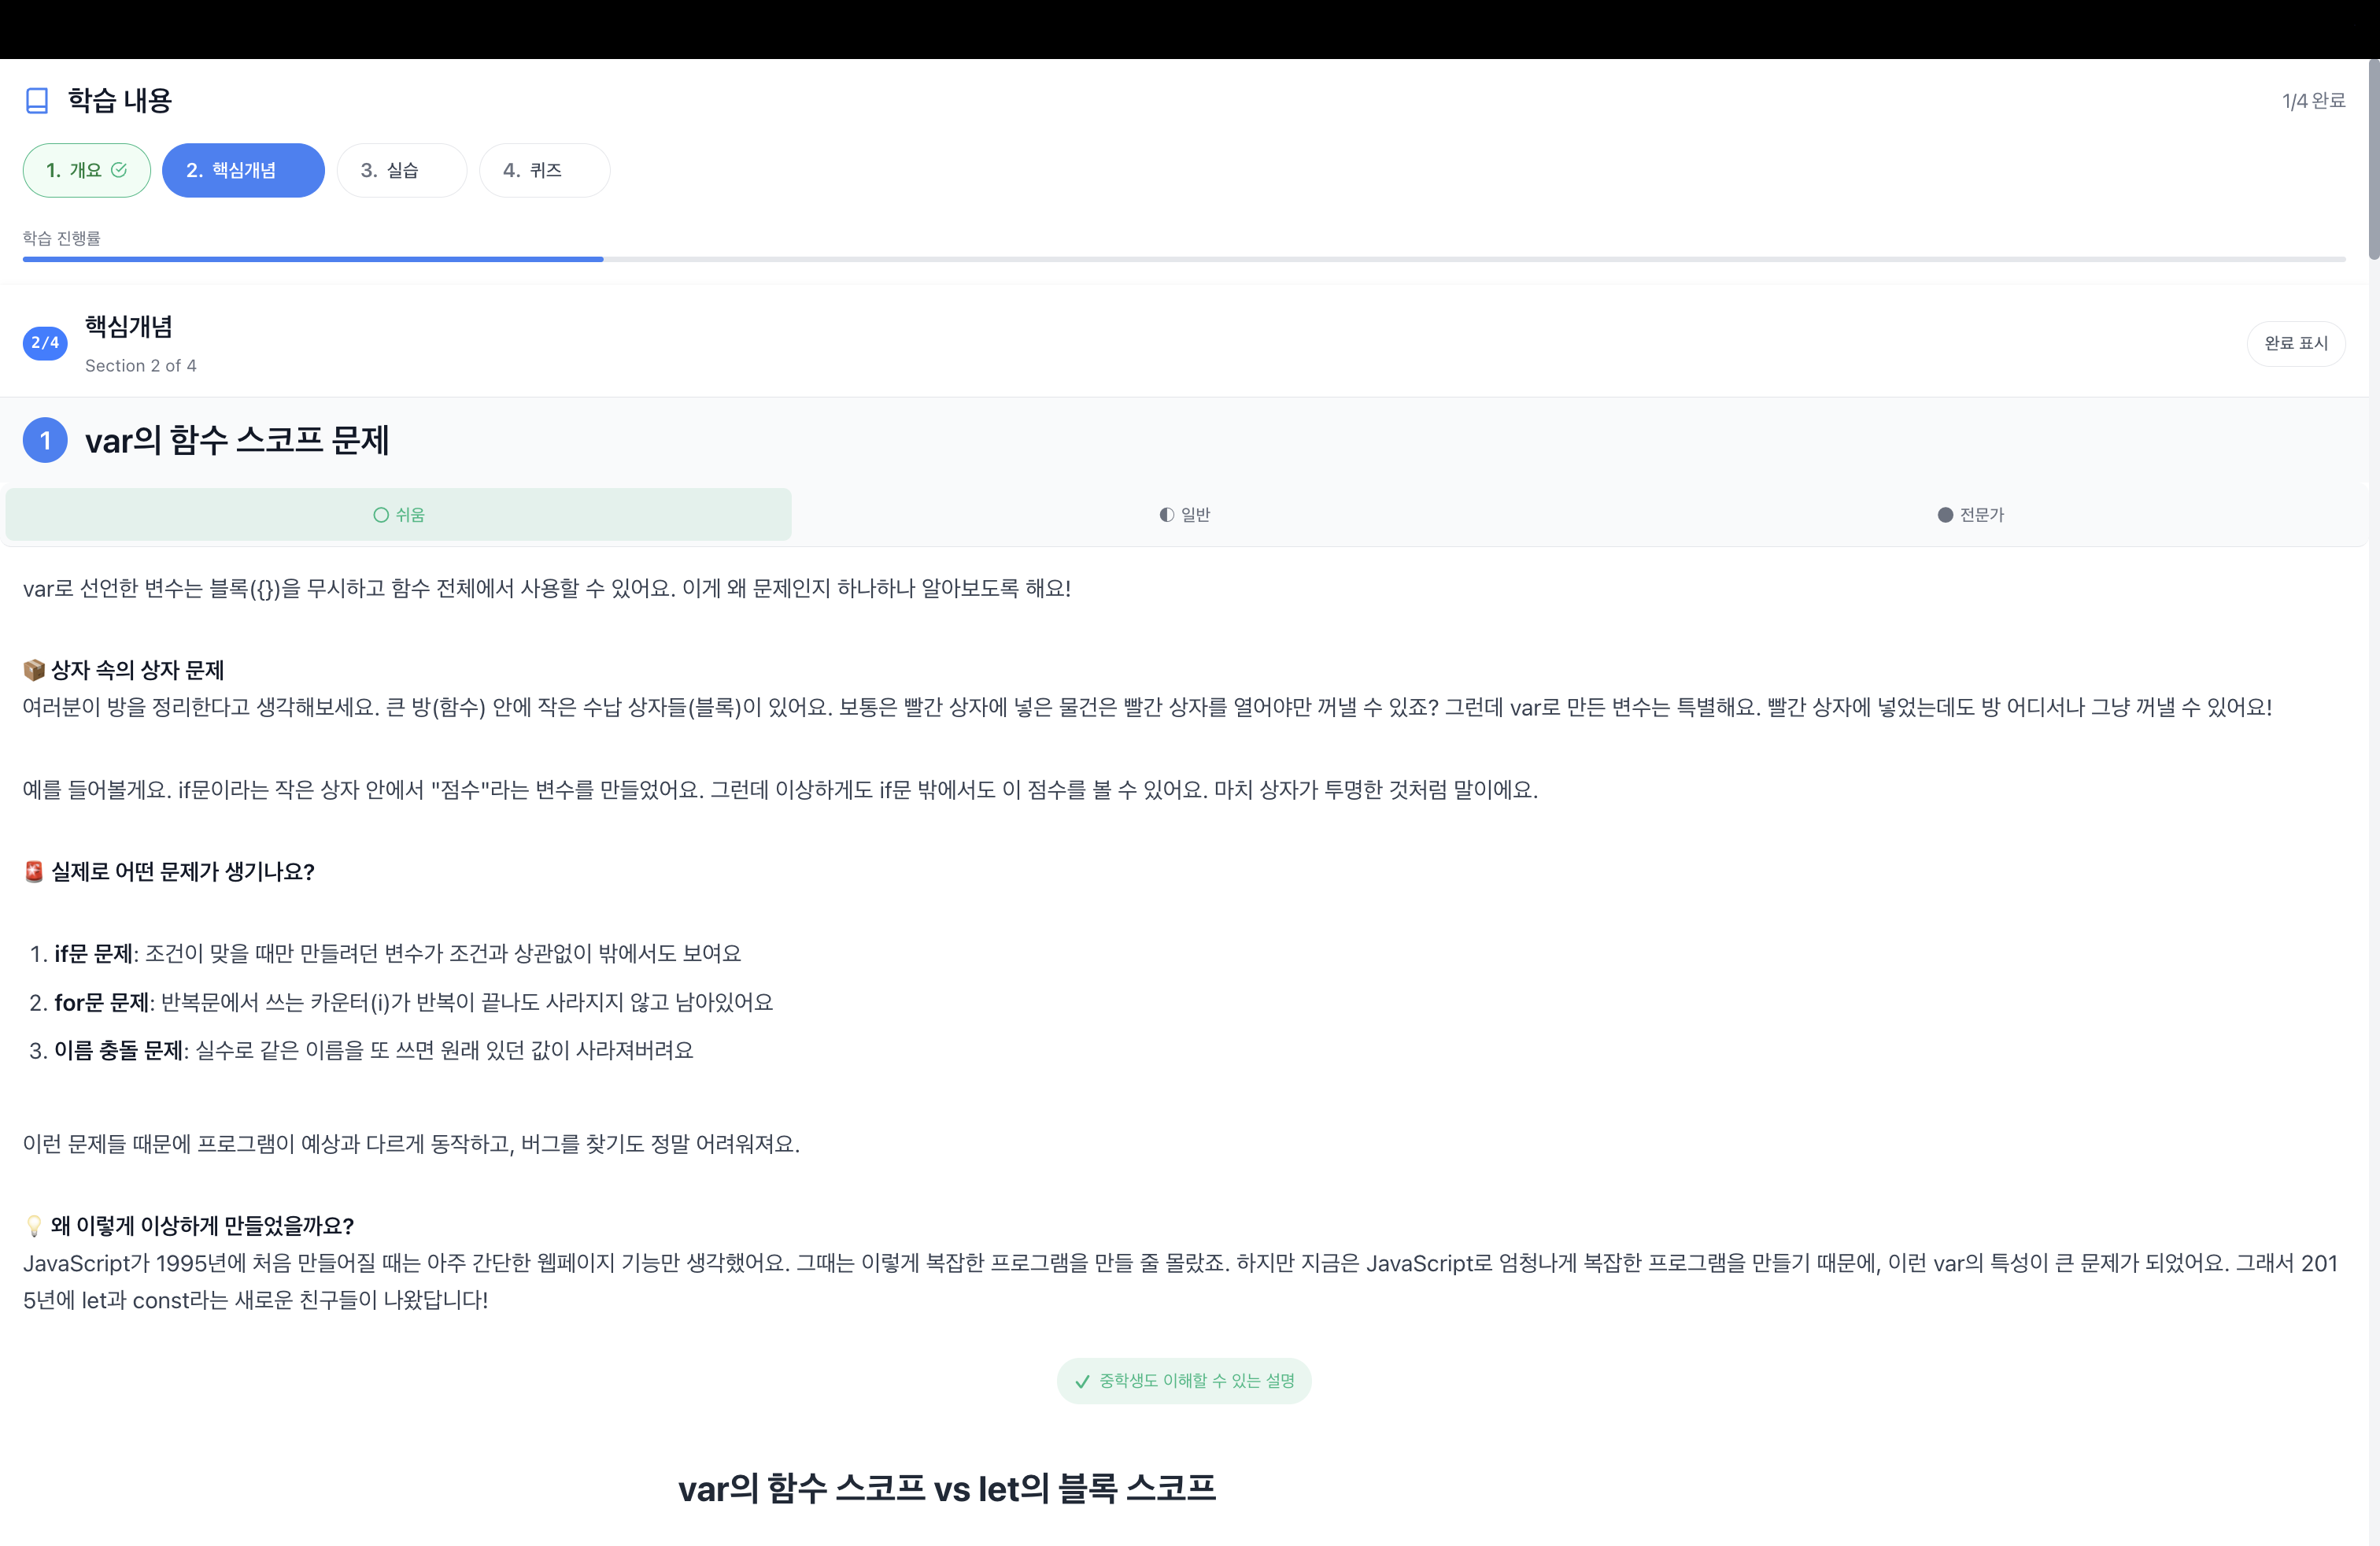 학습 내용
1/4 완료
1. 개요
2. 핵심개념
3. 실습
4. 퀴즈
학습 진행률
2/4
핵심개념
Section 2 of 4
완료 표시
1
var의 함수 스코프 문제
쉬움
일반
전문가
var로 선언한 변수는 블록({})을 무시하고 함수 전체에서 사용할 수 있어요. 이게 왜 문제인지 하나하나 알아보도록 해요!
📦 상자 속의 상자 문제
여러분이 방을 정리한다고 생각해보세요. 큰 방(함수) 안에 작은 수납 상자들(블록)이 있어요. 보통은 빨간 상자에 넣은 물건은 빨간 상자를 열어야만 꺼낼 수 있죠? 그런데 var로 만든 변수는 특별해요. 빨간 상자에 넣었는데도 방 어디서나 그냥 꺼낼 수 있어요!
예를 들어볼게요. if문이라는 작은 상자 안에서 "점수"라는 변수를 만들었어요. 그런데 이상하게도 if문 밖에서도 이 점수를 볼 수 있어요. 마치 상자가 투명한 것처럼 말이에요.
🚨 실제로 어떤 문제가 생기나요?
1. if문 문제: 조건이 맞을 때만 만들려던 변수가 조건과 상관없이 밖에서도 보여요
2. for문 문제: 반복문에서 쓰는 카운터(i)가 반복이 끝나도 사라지지 않고 남아있어요
3. 이름 충돌 문제: 실수로 같은 이름을 또 쓰면 원래 있던 값이 사라져버려요
이런 문제들 때문에 프로그램이 예상과 다르게 동작하고, 버그를 찾기도 정말 어려워져요.
💡 왜 이렇게 이상하게 만들었을까요?
JavaScript가 1995년에 처음 만들어질 때는 아주 간단한 웹페이지 기능만 생각했어요. 그때는 이렇게 복잡한 프로그램을 만들 줄 몰랐죠. 하지만 지금은 JavaScript로 엄청나게 복잡한 프로그램을 만들기 때문에, 이런 var의 특성이 큰 문제가 되었어요. 그래서 201
5년에 let과 const라는 새로운 친구들이 나왔답니다!
중학생도 이해할 수 있는 설명
var의 함수 스코프 vs let의 블록 스코프